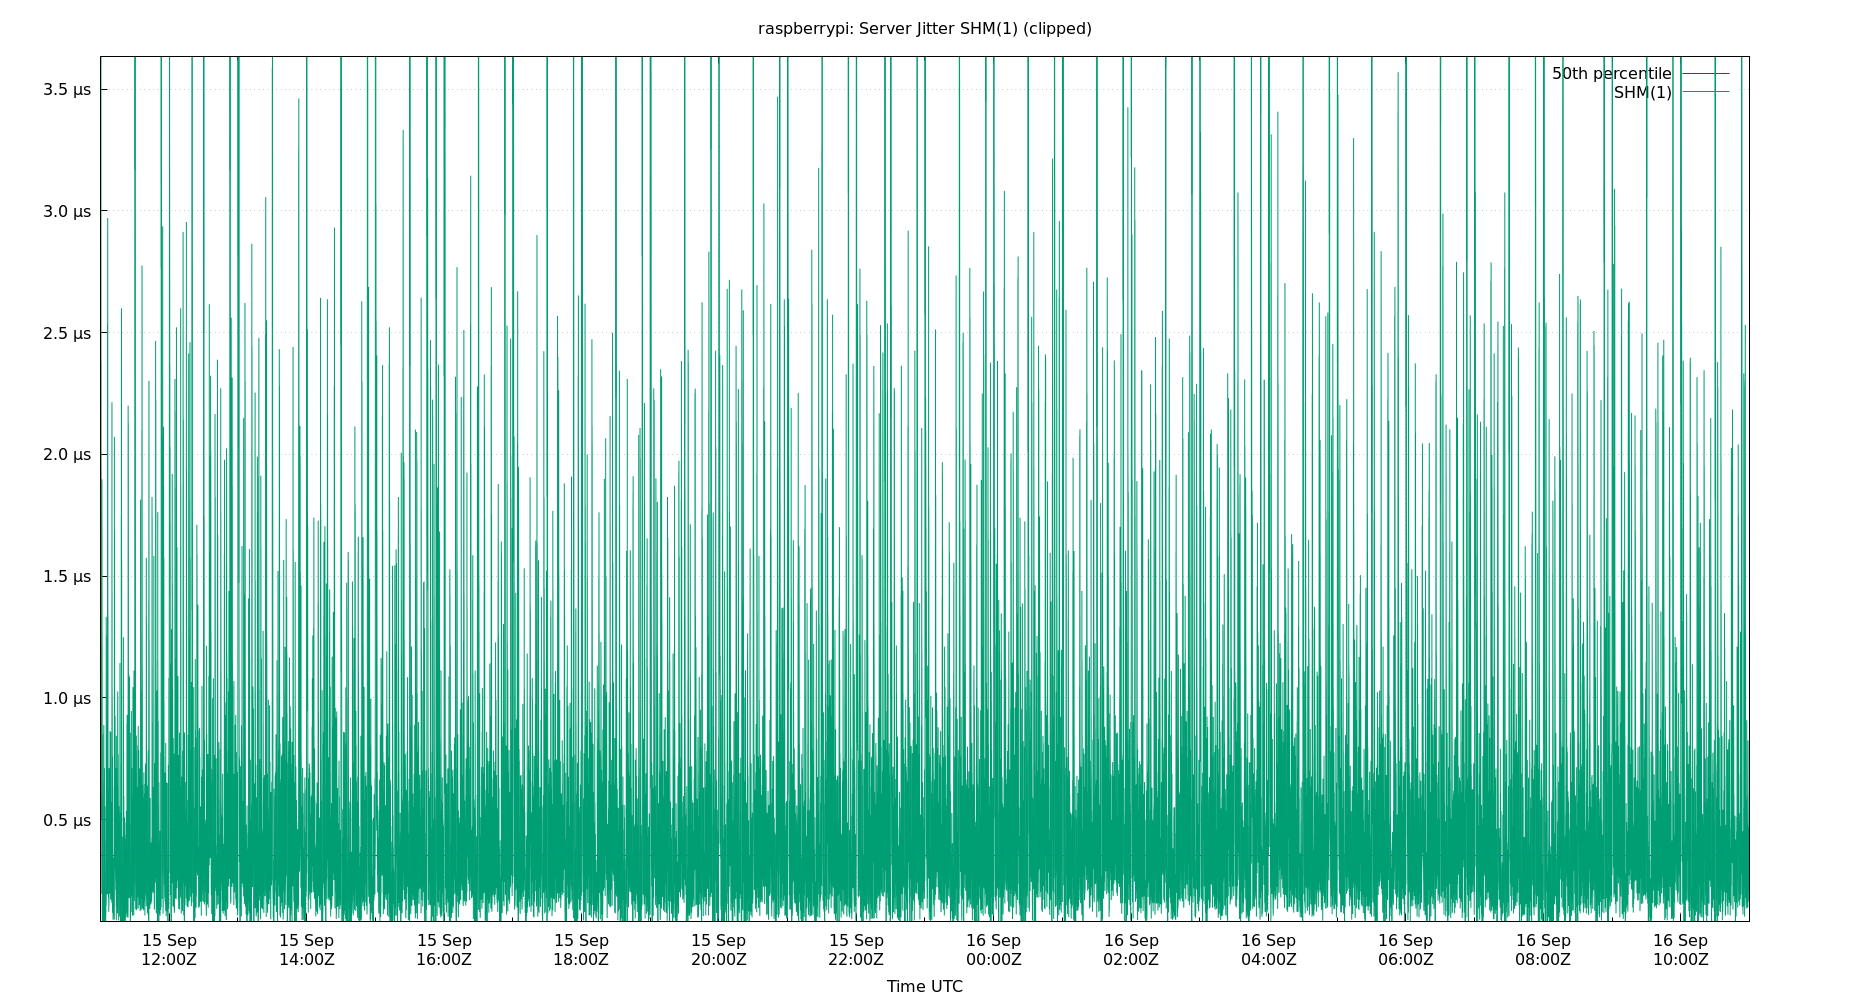 raspberrypi: Server Jitter SHM(1) (clipped)
50th percentile
SHM(1)
3.5 µs
3.0 µs
2.5 µs
2.0 µs
1.5 µs
1.0 µs
0.5 µs
15 Sep 15 Sep 15 Sep 15 Sep 15 Sep 15 Sep 16 Sep 16 Sep 16 Sep 16 Sep 16 Sep 16 Sep
12:00Z 14:00Z 16:00Z 18:00Z 20:00Z 22:00Z 00:00Z 02:00Z 04:00Z 06:00Z 08:00Z 10:00Z
Time UTC